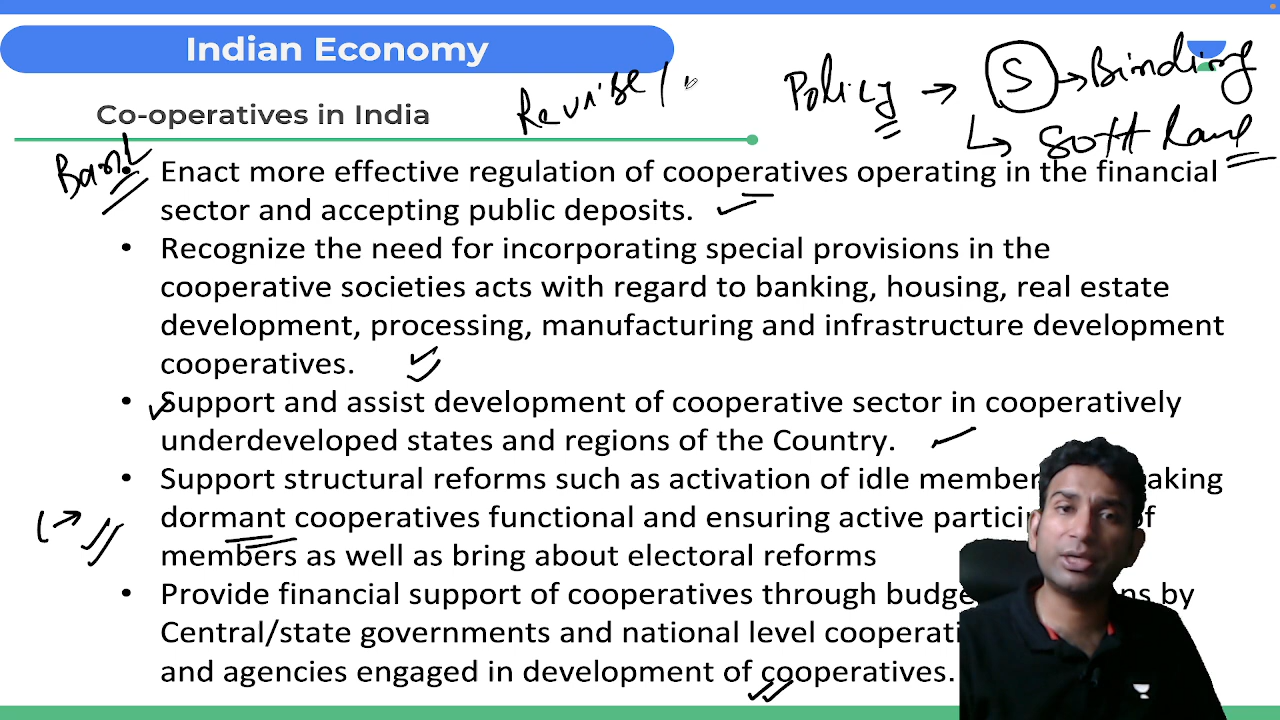 Indian Economy
Co-operatives in India
Revise/
Policy → S → Binding
↳ Soft
Bank
Enact more effective regulation of cooperatives operating in the financial
sector and accepting public deposits.
• Recognize the need for incorporating special provisions in the
cooperative societies acts with regard to banking, housing, real estate
development, processing, manufacturing and infrastructure development
cooperatives.
• Support and assist development of cooperative sector in cooperatively
underdeveloped states and regions of the Country.
• Support structural reforms such as activation of idle member aking
dormant cooperatives functional and ensuring active partici of
members as well as bring about electoral reforms
• Provide financial support of cooperatives through budge ns by
Central/state governments and national level cooperati
and agencies engaged in development of cooperatives.